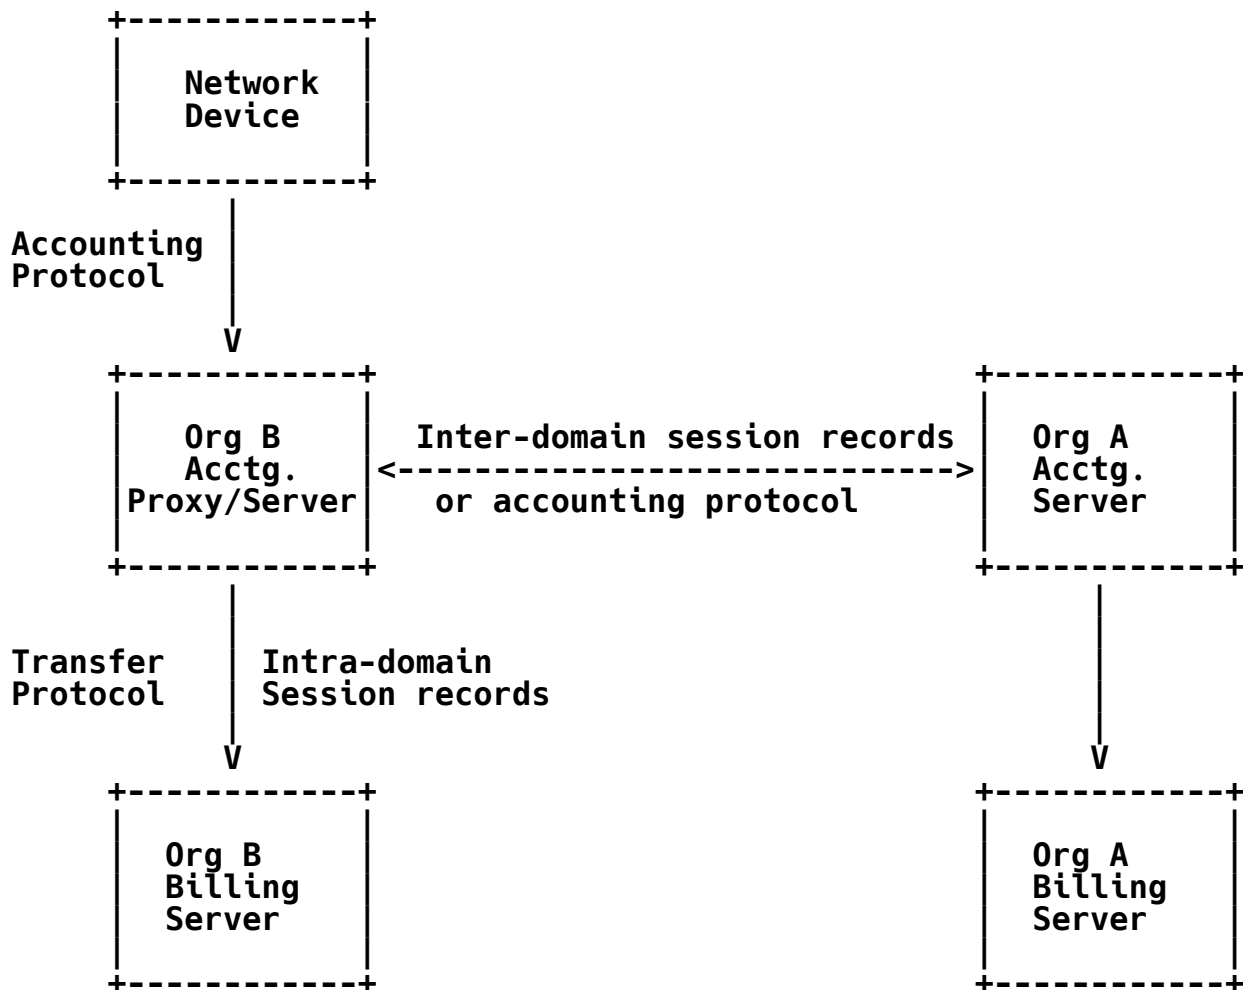 Network
Device
Accounting
Protocol
V
Org B
Acctg.
Proxy/Server
Inter-domain session records
<----------------------------->
or accounting protocol
Org A
Acctg.
Server
Transfer
Protocol
Intra-domain
Session records
V
V
Org B
Billing
Server
Org A
Billing
Server